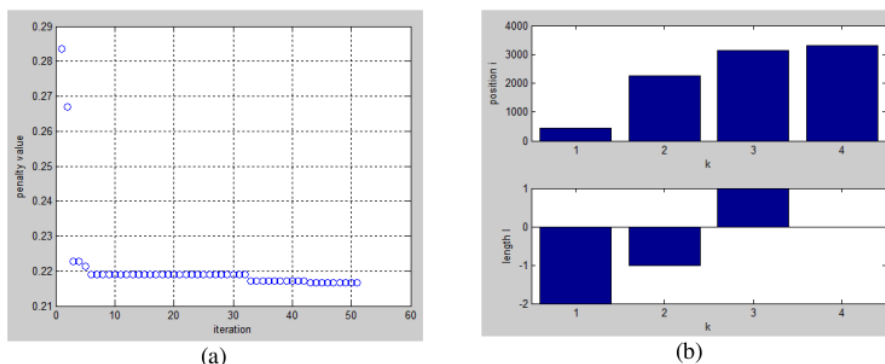 0.29
0.28
0.27
0.26
0.25
0.24
0.23
0.22
0.21
penalty value
0 10 20 30 40 50 60
iteration
(a)
4000
3000
2000
1000
0
position i
1 2 3 4
k
1
0
-1
-2
length l
1 2 3 4
k
(b)